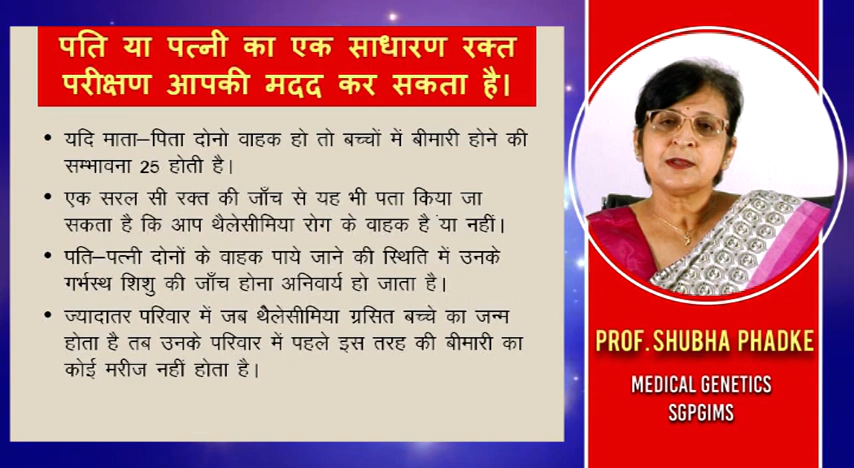 पति या पत्नी का एक साधारण रक्त
परीक्षण आपकी मदद कर सकता है।
• यदि माता–पिता दोनो वाहक हो तो बच्चों में बीमारी होने की
सम्भावना 25 होती है।
• एक सरल सी रक्त की जाँच से यह भी पता किया जा
सकता है कि आप थैलेसीमिया रोग के वाहक है या नहीं।
• पति–पत्नी दोनों के वाहक पाये जाने की स्थिति में उनके
गर्भस्थ शिशु की जाँच होना अनिवार्य हो जाता है।
• ज्यादातर परिवार में जब थैलेसीमिया ग्रसित बच्चे का जन्म
होता है तब उनके परिवार में पहले इस तरह की बीमारी का
कोई मरीज नहीं होता है।
PROF. SHUBHA PHADKE
MEDICAL GENETICS
SGPGIMS